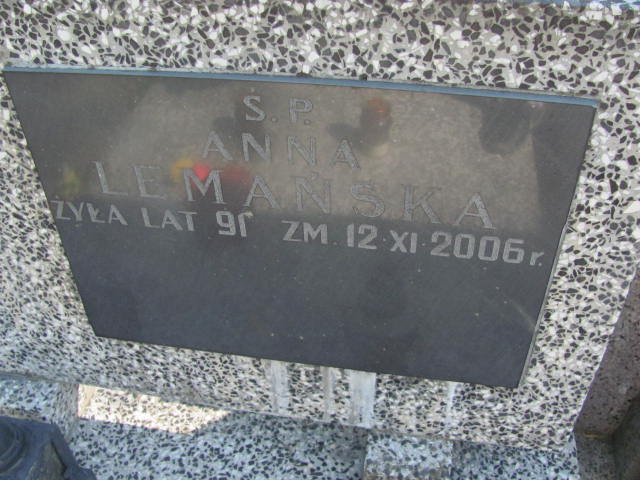 Ś.P.
ANNA
LEMAŃSKA
ŻYŁA LAT 91 ZM. 12 XI 2006 r.